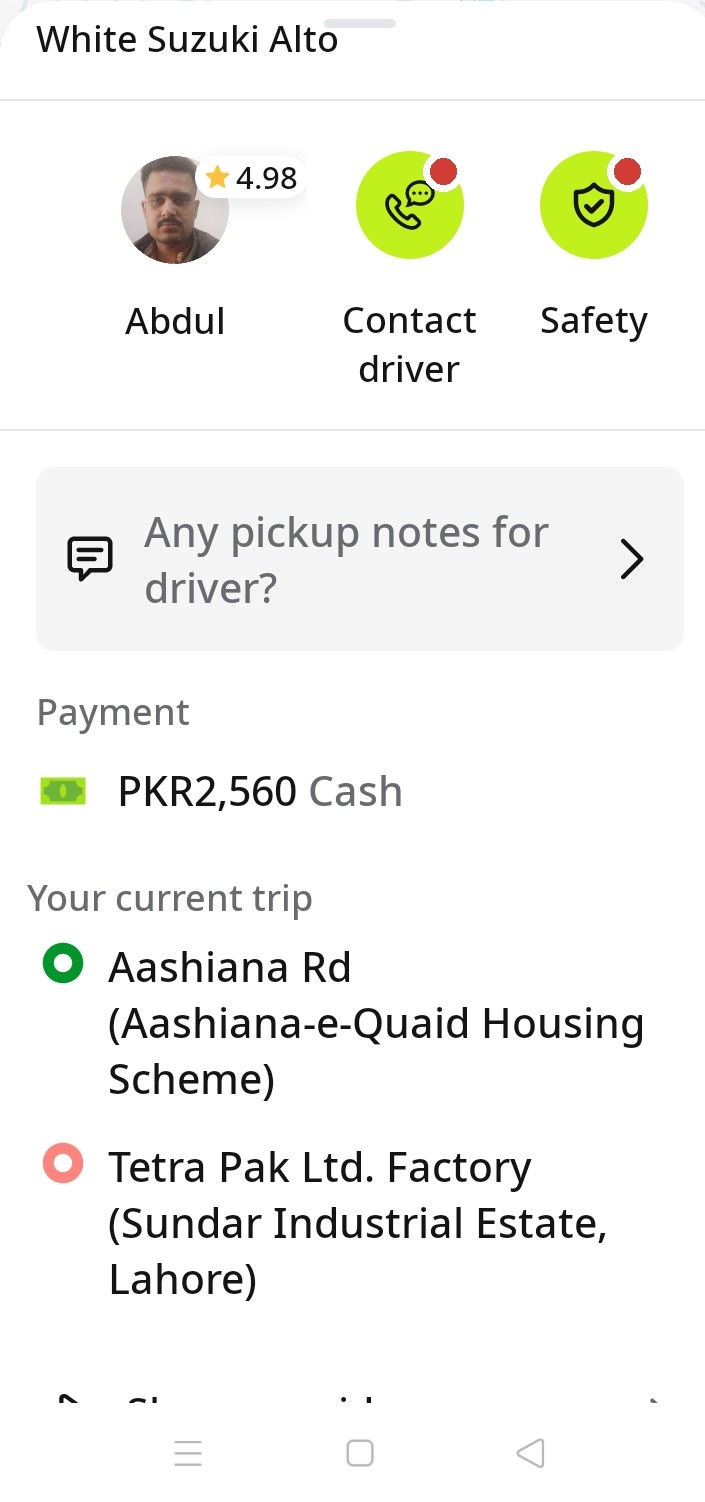 White Suzuki Alto
4.98
Abdul
Contact
driver
Safety
Any pickup notes for
driver?
Payment
PKR2,560 Cash
Your current trip
Aashiana Rd
(Aashiana-e-Quaid Housing
Scheme)
Tetra Pak Ltd. Factory
(Sundar Industrial Estate,
Lahore)